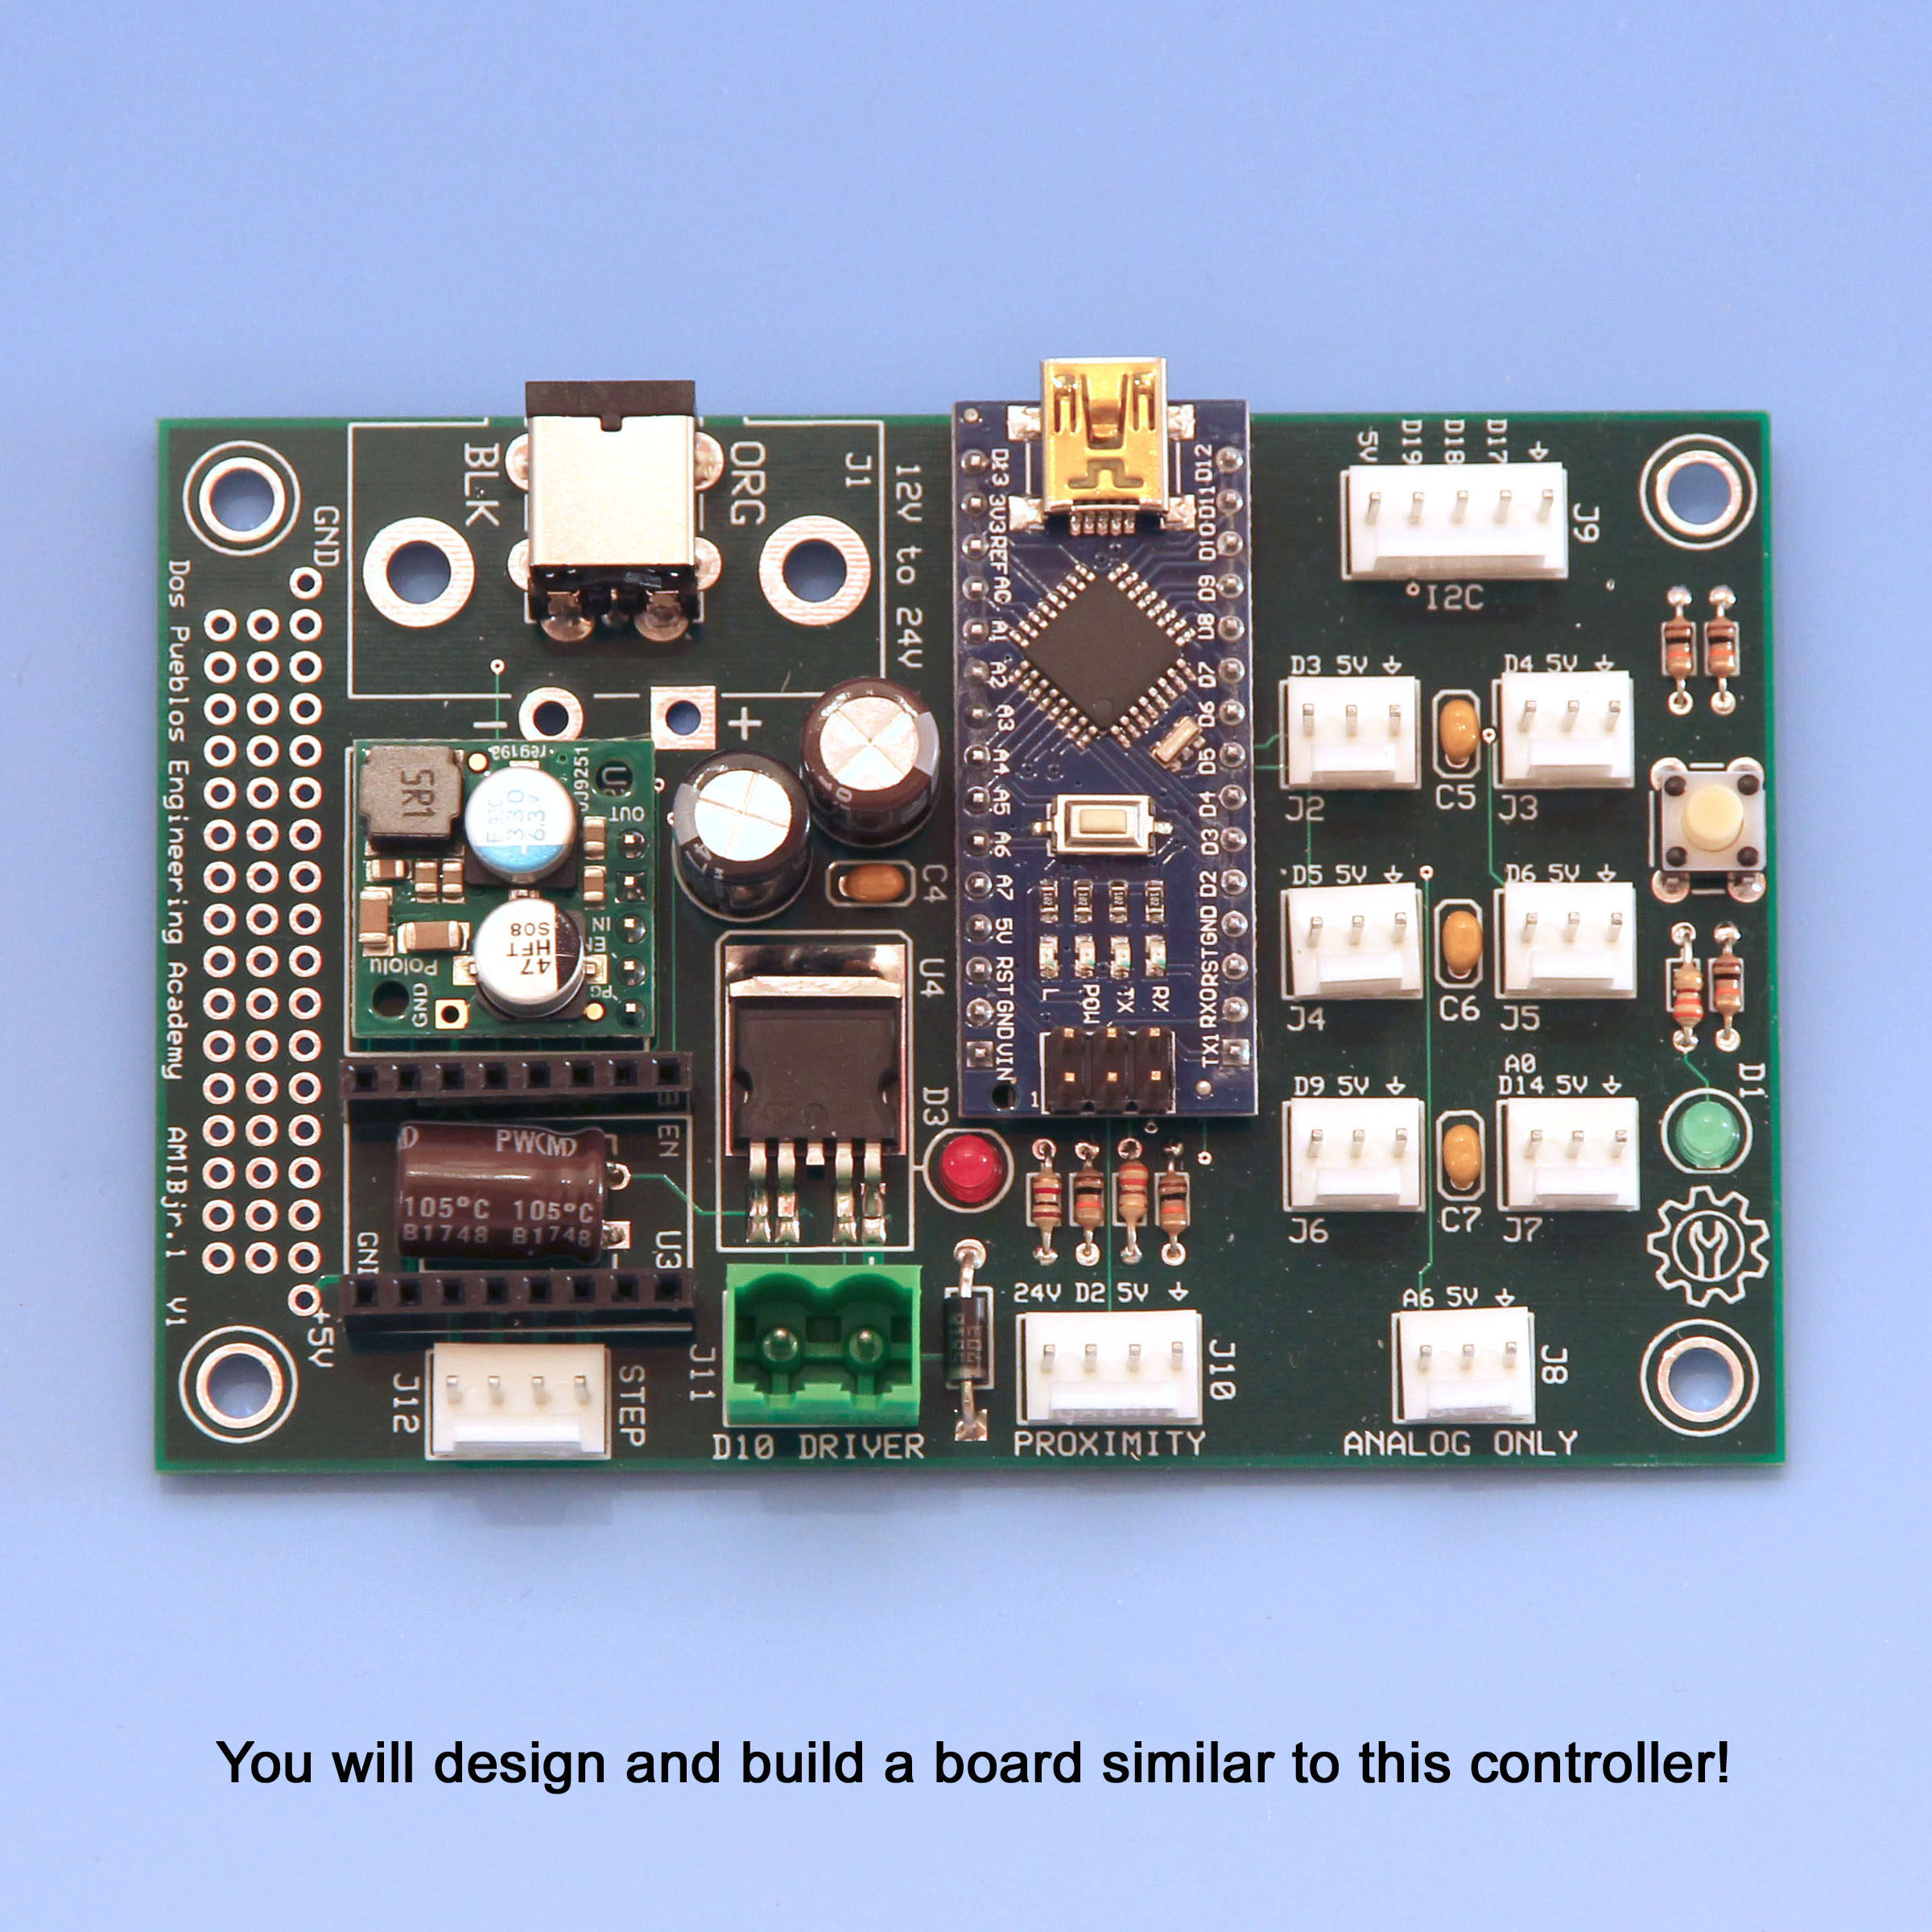 BLK
ORG
J1
12V to 24V
GND
Dos Pueblos Engineering Academy AMIBjr.1 V1
+5V
−
+
5R1
330
6.3V
OUT
IN
47
HFT
S08
Pololu
GND
PG
C4
U4
D3
EN
PW(M)
105°C 105°C
B1748 B1748
U3
J12
STEP
J11
D10 DRIVER
3V3
REF
A1
A2
A3
A4
A5
A6
A7
5V
RST
GND
VIN
D12
D11
D10
D9
D8
D7
D6
D5
D4
D3
D2
GND
RST
RX0
TX1
L
POW
TX
RX
1
5V D19 D18 D17
J9
I2C
D3 5V
J2
C5
D4 5V
J3
D5 5V
J4
C6
D6 5V
J5
D9 5V
J6
C7
A0
D14 5V
J7
D1
24V D2 5V
J10
PROXIMITY
A6 5V
J8
ANALOG ONLY
You will design and build a board similar to this controller!